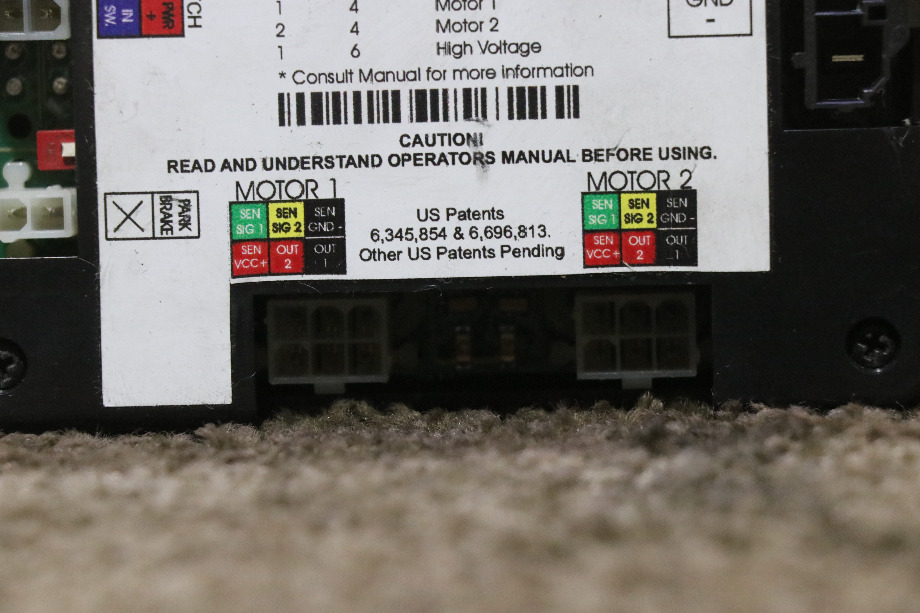 IN
SW.
PWR
+
TCH
GND
-
1 4 Motor 1
2 4 Motor 2
1 6 High Voltage
* Consult Manual for more information
CAUTION!
READ AND UNDERSTAND OPERATORS MANUAL BEFORE USING.
PARK
BRAKE
MOTOR 1
SEN SIG 1
SEN SIG 2
SEN GND -
SEN VCC+
OUT 2
OUT 1
US Patents
6,345,854 & 6,696,813.
Other US Patents Pending
MOTOR 2
SEN SIG 1
SEN SIG 2
SEN GND -
SEN VCC+
OUT 2
OUT 1